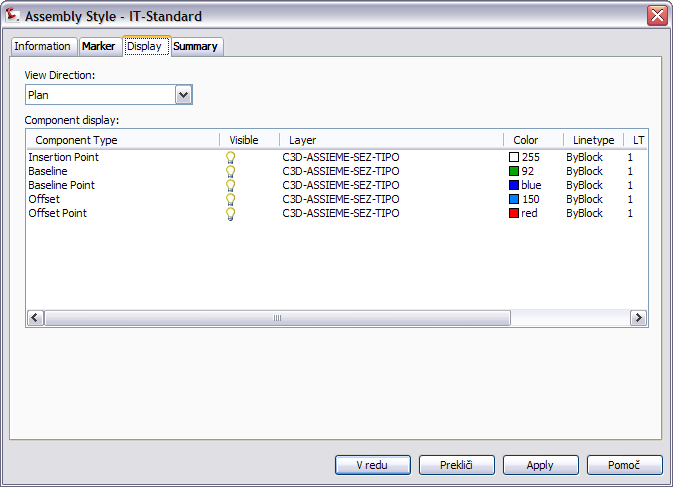 Assembly Style - IT-Standard
Information Marker Display Summary
View Direction:
Plan
Component display:
Component Type Visible Layer Color Linetype LT
Insertion Point C3D-ASSIEME-SEZ-TIPO 255 ByBlock 1
Baseline C3D-ASSIEME-SEZ-TIPO 92 ByBlock 1
Baseline Point C3D-ASSIEME-SEZ-TIPO blue ByBlock 1
Offset C3D-ASSIEME-SEZ-TIPO 150 ByBlock 1
Offset Point C3D-ASSIEME-SEZ-TIPO red ByBlock 1
V redu Prekliči Apply Pomoč